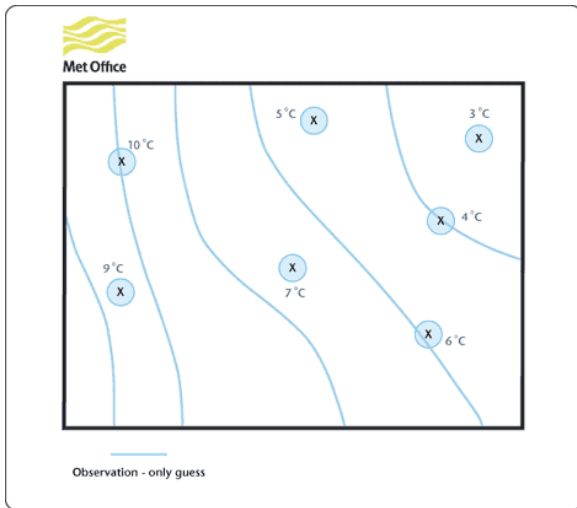 Met Office
5°C
X
3°C
X
10°C
X
X
4°C
9°C
X
X
7°C
X
6°C
Observation - only guess